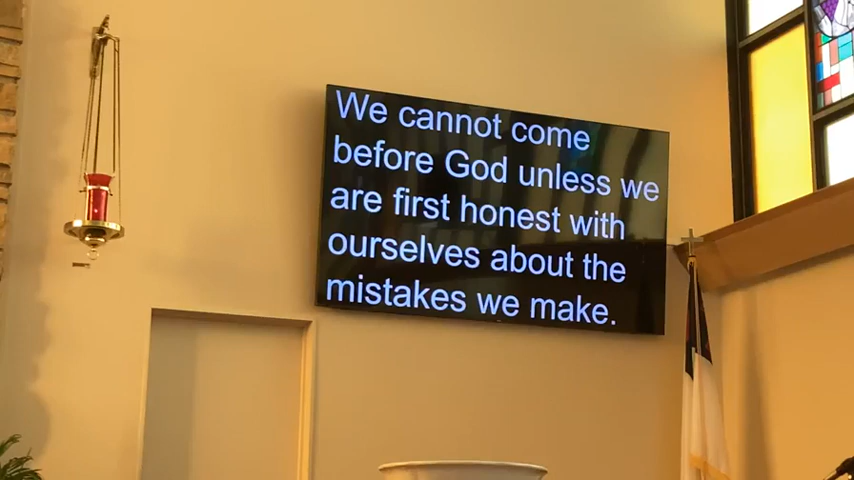 We cannot come
before God unless we
are first honest with
ourselves about the
mistakes we make.